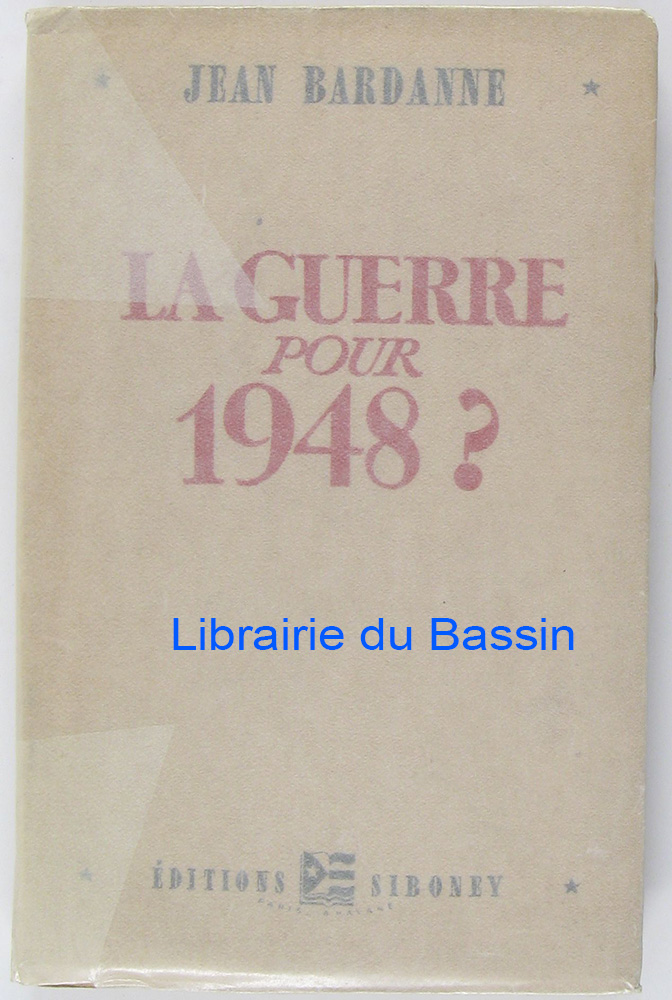 JEAN BARDANNE
LA GUERRE
POUR
1948 ?
Librairie du Bassin
ÉDITIONS SIBONEY